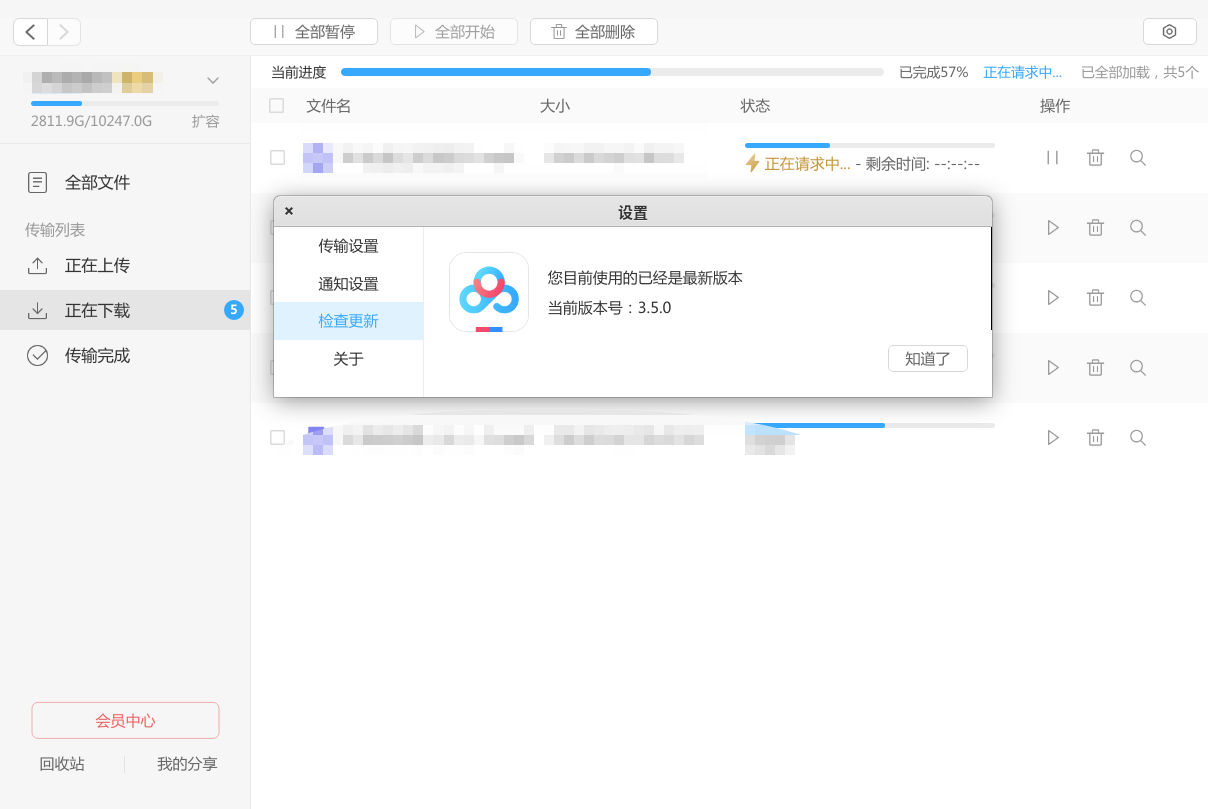 全部暂停 全部开始 全部删除
当前进度 已完成57% 正在请求中... 已全部加载，共5个
2811.9G/10247.0G 扩容
文件名 大小 状态 操作
正在请求中... - 剩余时间: --:--:--
全部文件
传输列表
正在上传
正在下载 5
传输完成
× 设置
传输设置
通知设置
检查更新
关于
您目前使用的已经是最新版本
当前版本号：3.5.0
知道了
会员中心
回收站 我的分享